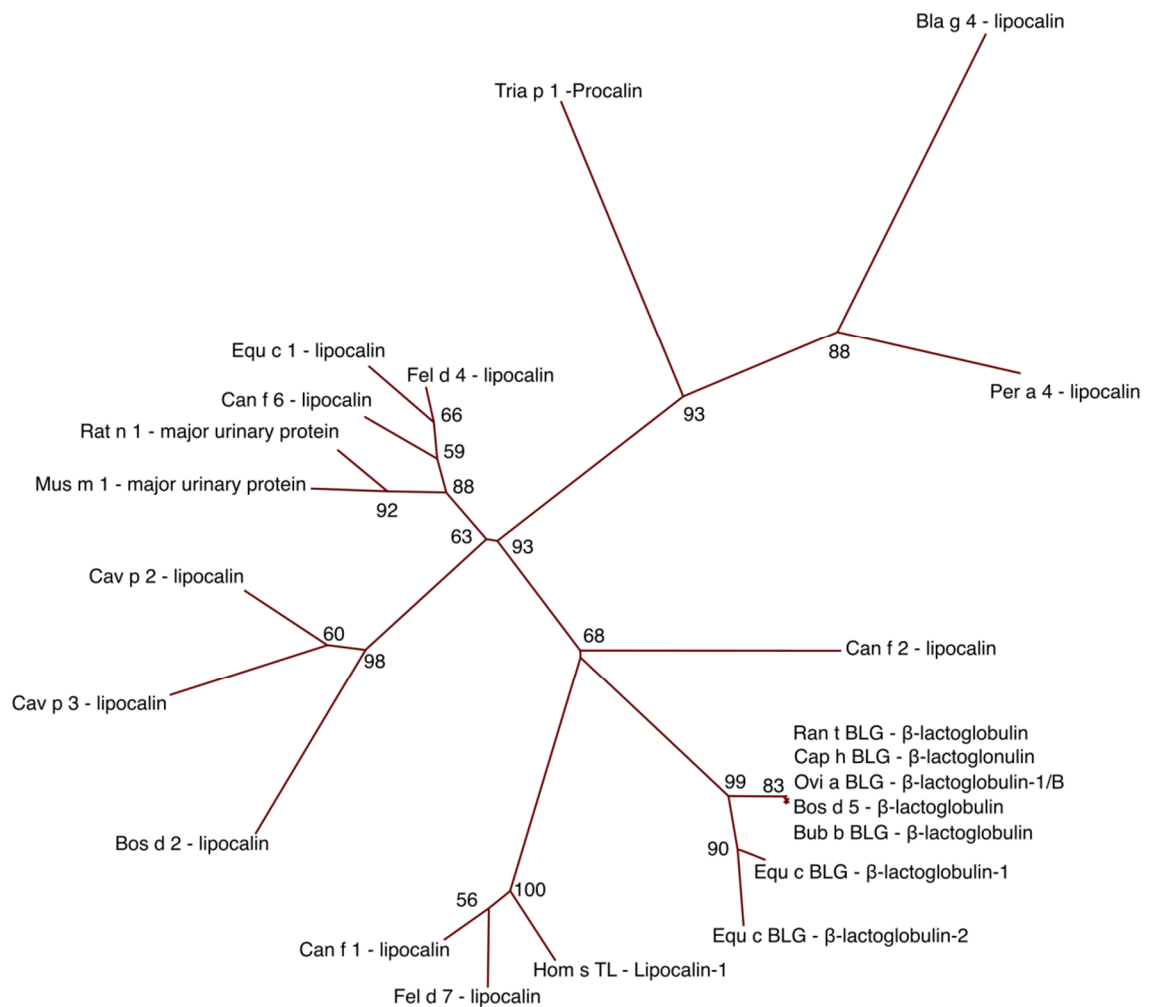 Bla g 4 - lipocalin
Tria p 1 -Procalin
Equ c 1 - lipocalin
Fel d 4 - lipocalin
88
Per a 4 - lipocalin
Can f 6 - lipocalin
66
93
Rat n 1 - major urinary protein
59
Mus m 1 - major urinary protein
88
92
63
93
Cav p 2 - lipocalin
60
68
98
Can f 2 - lipocalin
Cav p 3 - lipocalin
Ran t BLG - β-lactoglobulin
Cap h BLG - β-lactoglonulin
99
83
Ovi a BLG - β-lactoglobulin-1/B
Bos d 5 - β-lactoglobulin
Bub b BLG - β-lactoglobulin
Bos d 2 - lipocalin
90
Equ c BLG - β-lactoglobulin-1
56
100
Equ c BLG - β-lactoglobulin-2
Can f 1 - lipocalin
Hom s TL - Lipocalin-1
Fel d 7 - lipocalin